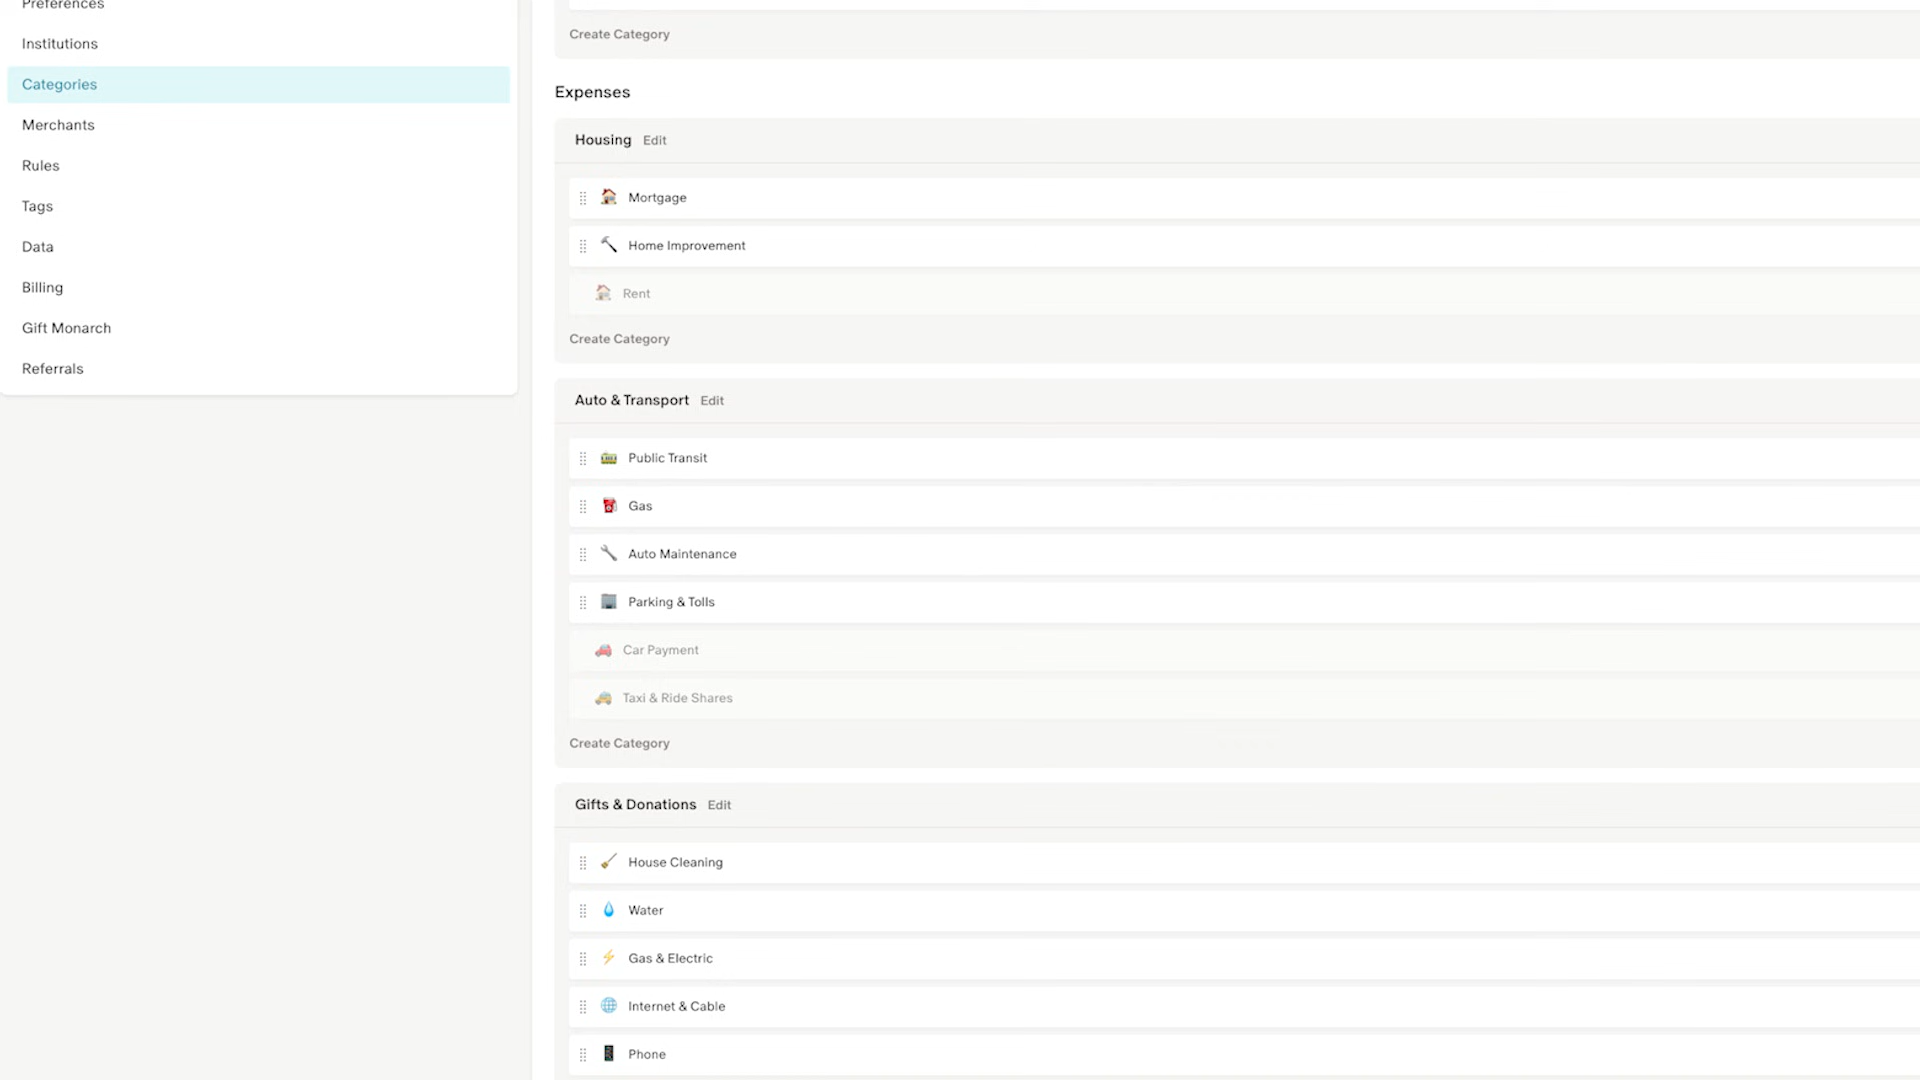 Preferences
Institutions
Categories
Merchants
Rules
Tags
Data
Billing
Gift Monarch
Referrals
Create Category
Expenses
Housing Edit
Mortgage
Home Improvement
Rent
Create Category
Auto & Transport Edit
Public Transit
Gas
Auto Maintenance
Parking & Tolls
Car Payment
Taxi & Ride Shares
Create Category
Gifts & Donations Edit
House Cleaning
Water
Gas & Electric
Internet & Cable
Phone